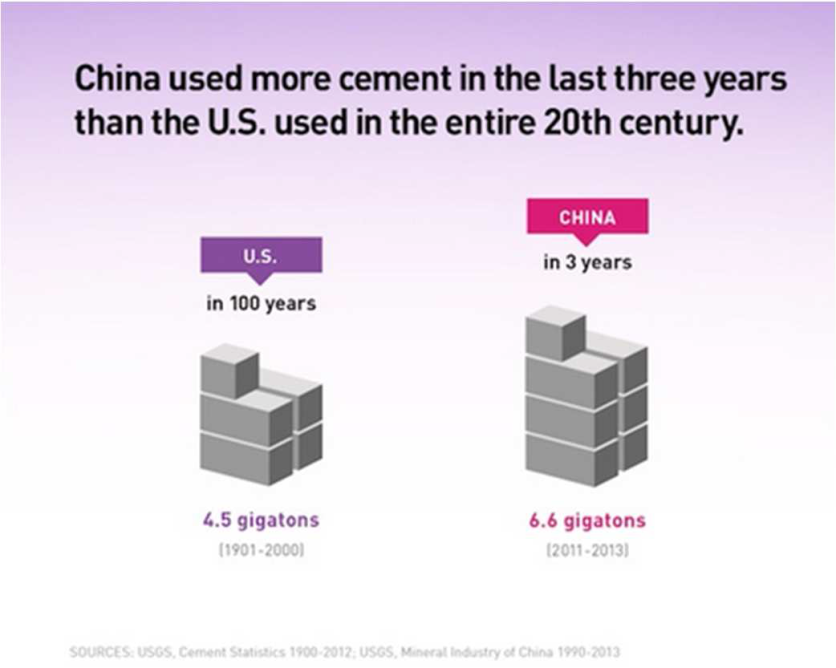 China used more cement in the last three years
than the U.S. used in the entire 20th century.
U.S.
in 100 years
CHINA
in 3 years
4.5 gigatons
(1901-2000)
6.6 gigatons
(2011-2013)
SOURCES: USGS, Cement Statistics 1900-2012; USGS, Mineral Industry of China 1990-2013